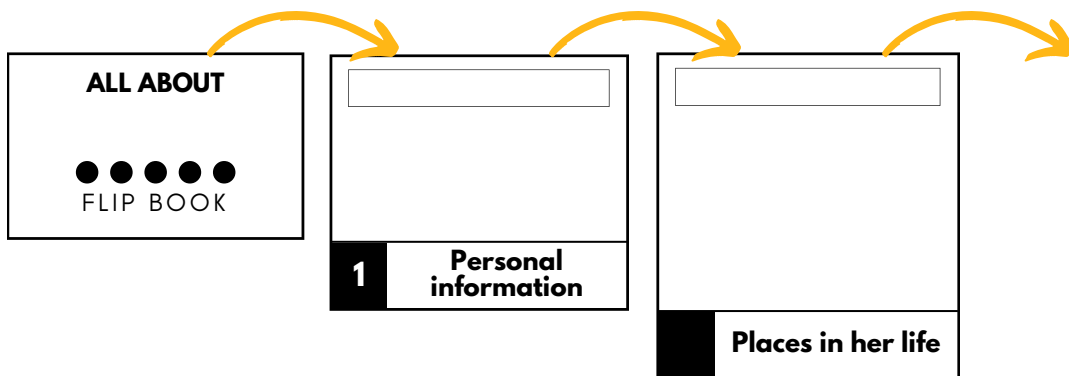 ALL ABOUT
FLIP BOOK
1
Personal
information
Places in her life